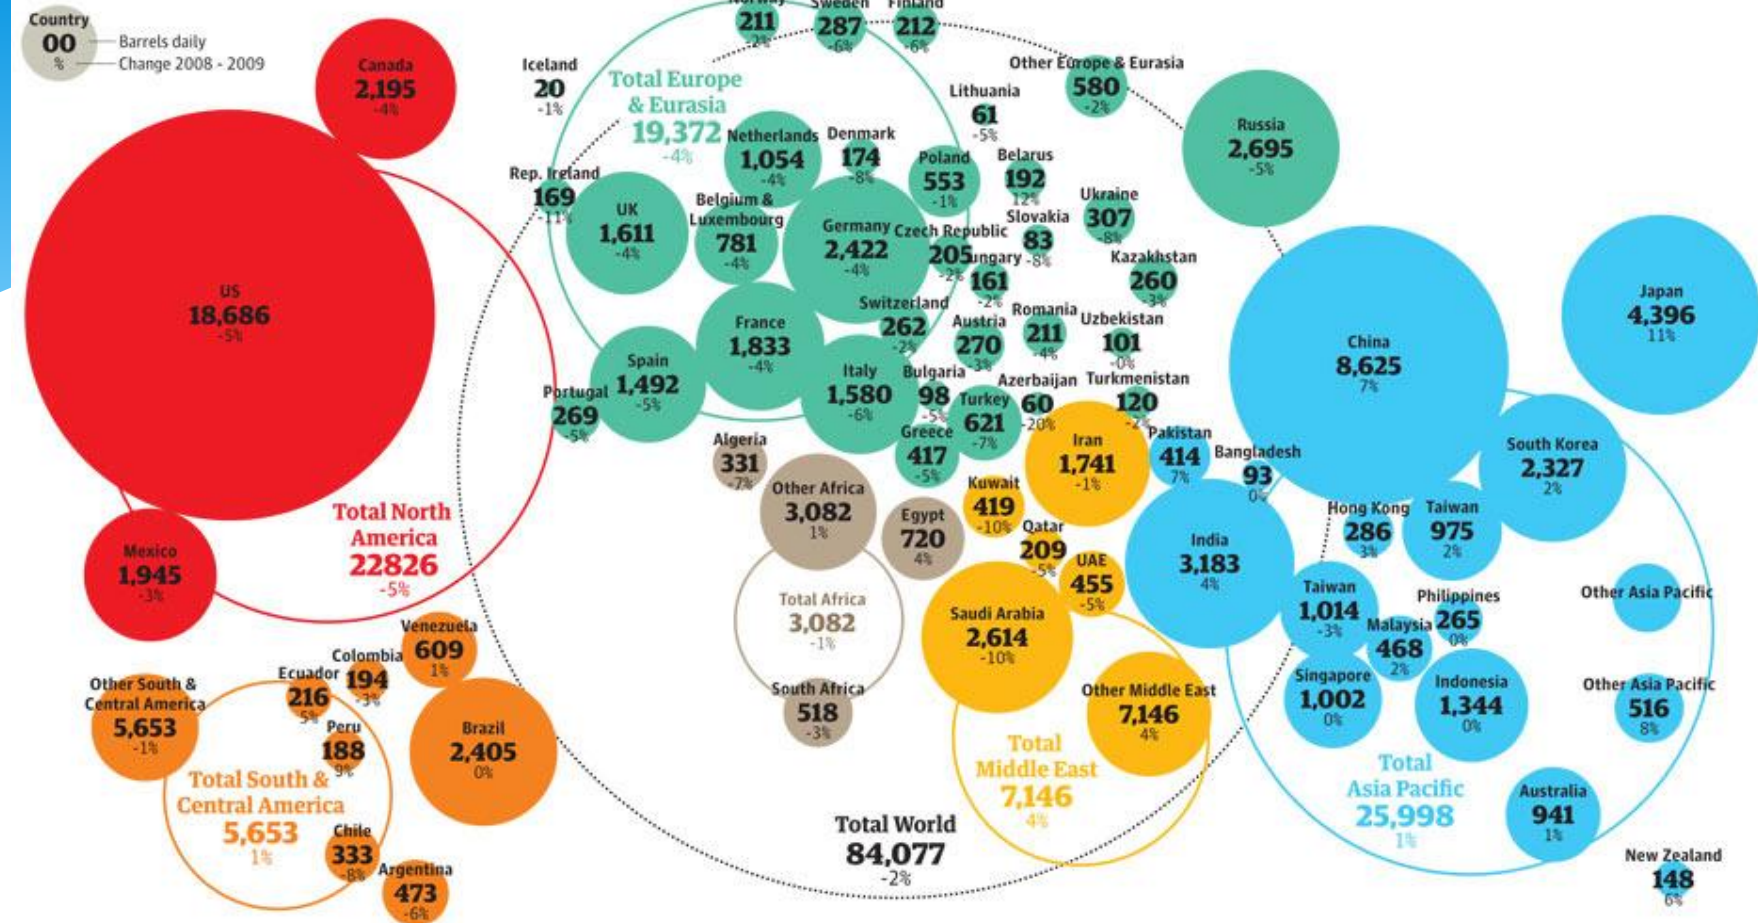 Country
00
Barrels daily
%
Change 2008 - 2009
Canada
2,195
-4%
US
18,686
-5%
Mexico
1,945
-3%
Total North
America
22826
-5%
Venezuela
609
1%
Colombia
194
-3%
Ecuador
216
5%
Other South &
Central America
5,653
-1%
Peru
188
9%
Brazil
2,405
0%
Total South &
Central America
5,653
1%
Chile
333
-8%
Argentina
473
-6%
Norway
211
-2%
Sweden
287
-6%
Finland
212
-6%
Iceland
20
-1%
Total Europe
& Eurasia
19,372
-4%
Other Europe & Eurasia
580
-2%
Lithuania
61
-5%
Russia
2,695
-5%
Netherlands
1,054
-4%
Denmark
174
-8%
Poland
553
-1%
Belarus
192
12%
Rep. Ireland
169
-11%
UK
1,611
-4%
Belgium &
Luxembourg
781
-4%
Germany
2,422
-4%
Czech Republic
205
-2%
Slovakia
83
-8%
Ukraine
307
-8%
ungary
161
-2%
Kazakhstan
260
-3%
Switzerland
262
-2%
Austria
270
-3%
Romania
211
-4%
Uzbekistan
101
-0%
France
1,833
-4%
Spain
1,492
-5%
Portugal
269
-5%
Italy
1,580
-6%
Bulgaria
98
-5%
Turkey
621
-7%
Azerbaijan
60
-20%
Turkmenistan
120
-2%
Greece
417
-5%
Algeria
331
-7%
Other Africa
3,082
1%
Egypt
720
4%
Total Africa
3,082
-1%
South Africa
518
-3%
Iran
1,741
-1%
Kuwait
419
-10%
Qatar
209
-5%
UAE
455
-5%
Saudi Arabia
2,614
-10%
Other Middle East
7,146
4%
Total
Middle East
7,146
4%
Total World
84,077
-2%
China
8,625
7%
Japan
4,396
11%
Pakistan
414
7%
Bangladesh
93
0%
South Korea
2,327
2%
Hong Kong
286
3%
Taiwan
975
2%
India
3,183
4%
Taiwan
1,014
-3%
Philippines
265
0%
Malaysia
468
2%
Other Asia Pacific
Singapore
1,002
0%
Indonesia
1,344
0%
Other Asia Pacific
516
8%
Total
Asia Pacific
25,998
1%
Australia
941
1%
New Zealand
148
6%